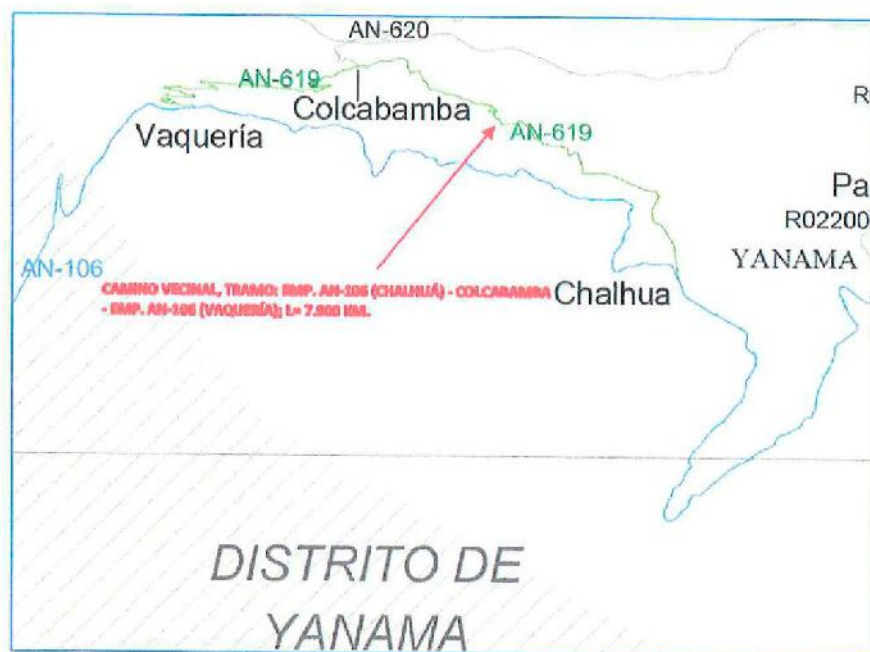 AN-620
AN-619
Colcabamba
R
Vaquería
AN-619
Pa
R02200
YANAMA
AN-106
CAMINO VECINAL, TRAMO: EMP. AN-106 (CHALHUÁ) - COLCABAMBA
- EMP. AN-106 (VAQUERÍA); L= 7.900 KM.
Chalhua
DISTRITO DE
YANAMA